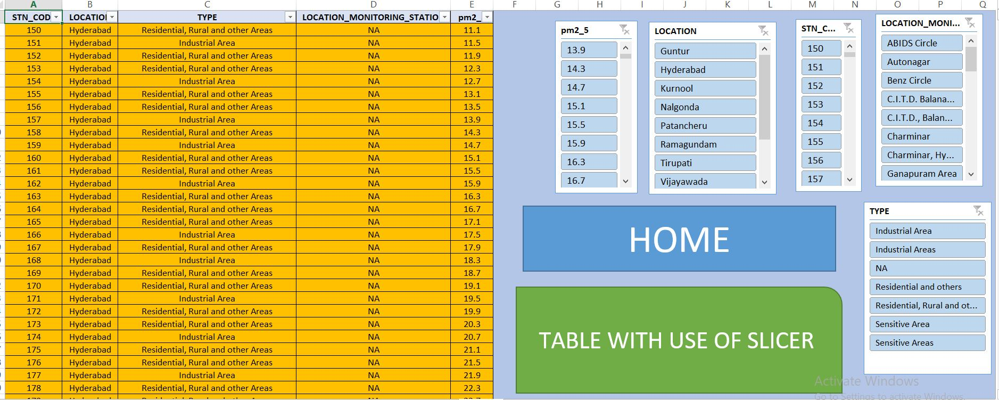 A B C D E F G H I J K L M N O P Q
STN_COD LOCATIO TYPE LOCATION_MONITORING_STATIO pm2_
150 Hyderabad Residential, Rural and other Areas NA 11.1
151 Hyderabad Industrial Area NA 11.5
152 Hyderabad Residential, Rural and other Areas NA 11.9
153 Hyderabad Residential, Rural and other Areas NA 12.3
154 Hyderabad Industrial Area NA 12.7
155 Hyderabad Residential, Rural and other Areas NA 13.1
156 Hyderabad Residential, Rural and other Areas NA 13.5
157 Hyderabad Industrial Area NA 13.9
158 Hyderabad Residential, Rural and other Areas NA 14.3
159 Hyderabad Industrial Area NA 14.7
160 Hyderabad Residential, Rural and other Areas NA 15.1
161 Hyderabad Residential, Rural and other Areas NA 15.5
162 Hyderabad Industrial Area NA 15.9
163 Hyderabad Residential, Rural and other Areas NA 16.3
164 Hyderabad Residential, Rural and other Areas NA 16.7
165 Hyderabad Residential, Rural and other Areas NA 17.1
166 Hyderabad Industrial Area NA 17.5
167 Hyderabad Residential, Rural and other Areas NA 17.9
168 Hyderabad Industrial Area NA 18.3
169 Hyderabad Residential, Rural and other Areas NA 18.7
170 Hyderabad Residential, Rural and other Areas NA 19.1
171 Hyderabad Industrial Area NA 19.5
172 Hyderabad Residential, Rural and other Areas NA 19.9
173 Hyderabad Residential, Rural and other Areas NA 20.3
174 Hyderabad Industrial Area NA 20.7
175 Hyderabad Residential, Rural and other Areas NA 21.1
176 Hyderabad Residential, Rural and other Areas NA 21.5
177 Hyderabad Industrial Area NA 21.9
178 Hyderabad Residential, Rural and other Areas NA 22.3
pm2_5
13.9
14.3
14.7
15.1
15.5
15.9
16.3
16.7
LOCATION
Guntur
Hyderabad
Kurnool
Nalgonda
Patancheru
Ramagundam
Tirupati
Vijayawada
STN_C...
150
151
152
153
154
155
156
157
LOCATION_MONI...
ABIDS Circle
Autonagar
Benz Circle
C.I.T.D. Balana...
C.I.T.D., Balan...
Charminar
Charminar, Hy...
Ganapuram Area
HOME
TABLE WITH USE OF SLICER
TYPE
Industrial Area
Industrial Areas
NA
Residential and others
Residential, Rural and ot...
Sensitive Area
Sensitive Areas
Activate Windows
Go to Settings to activate Windows.